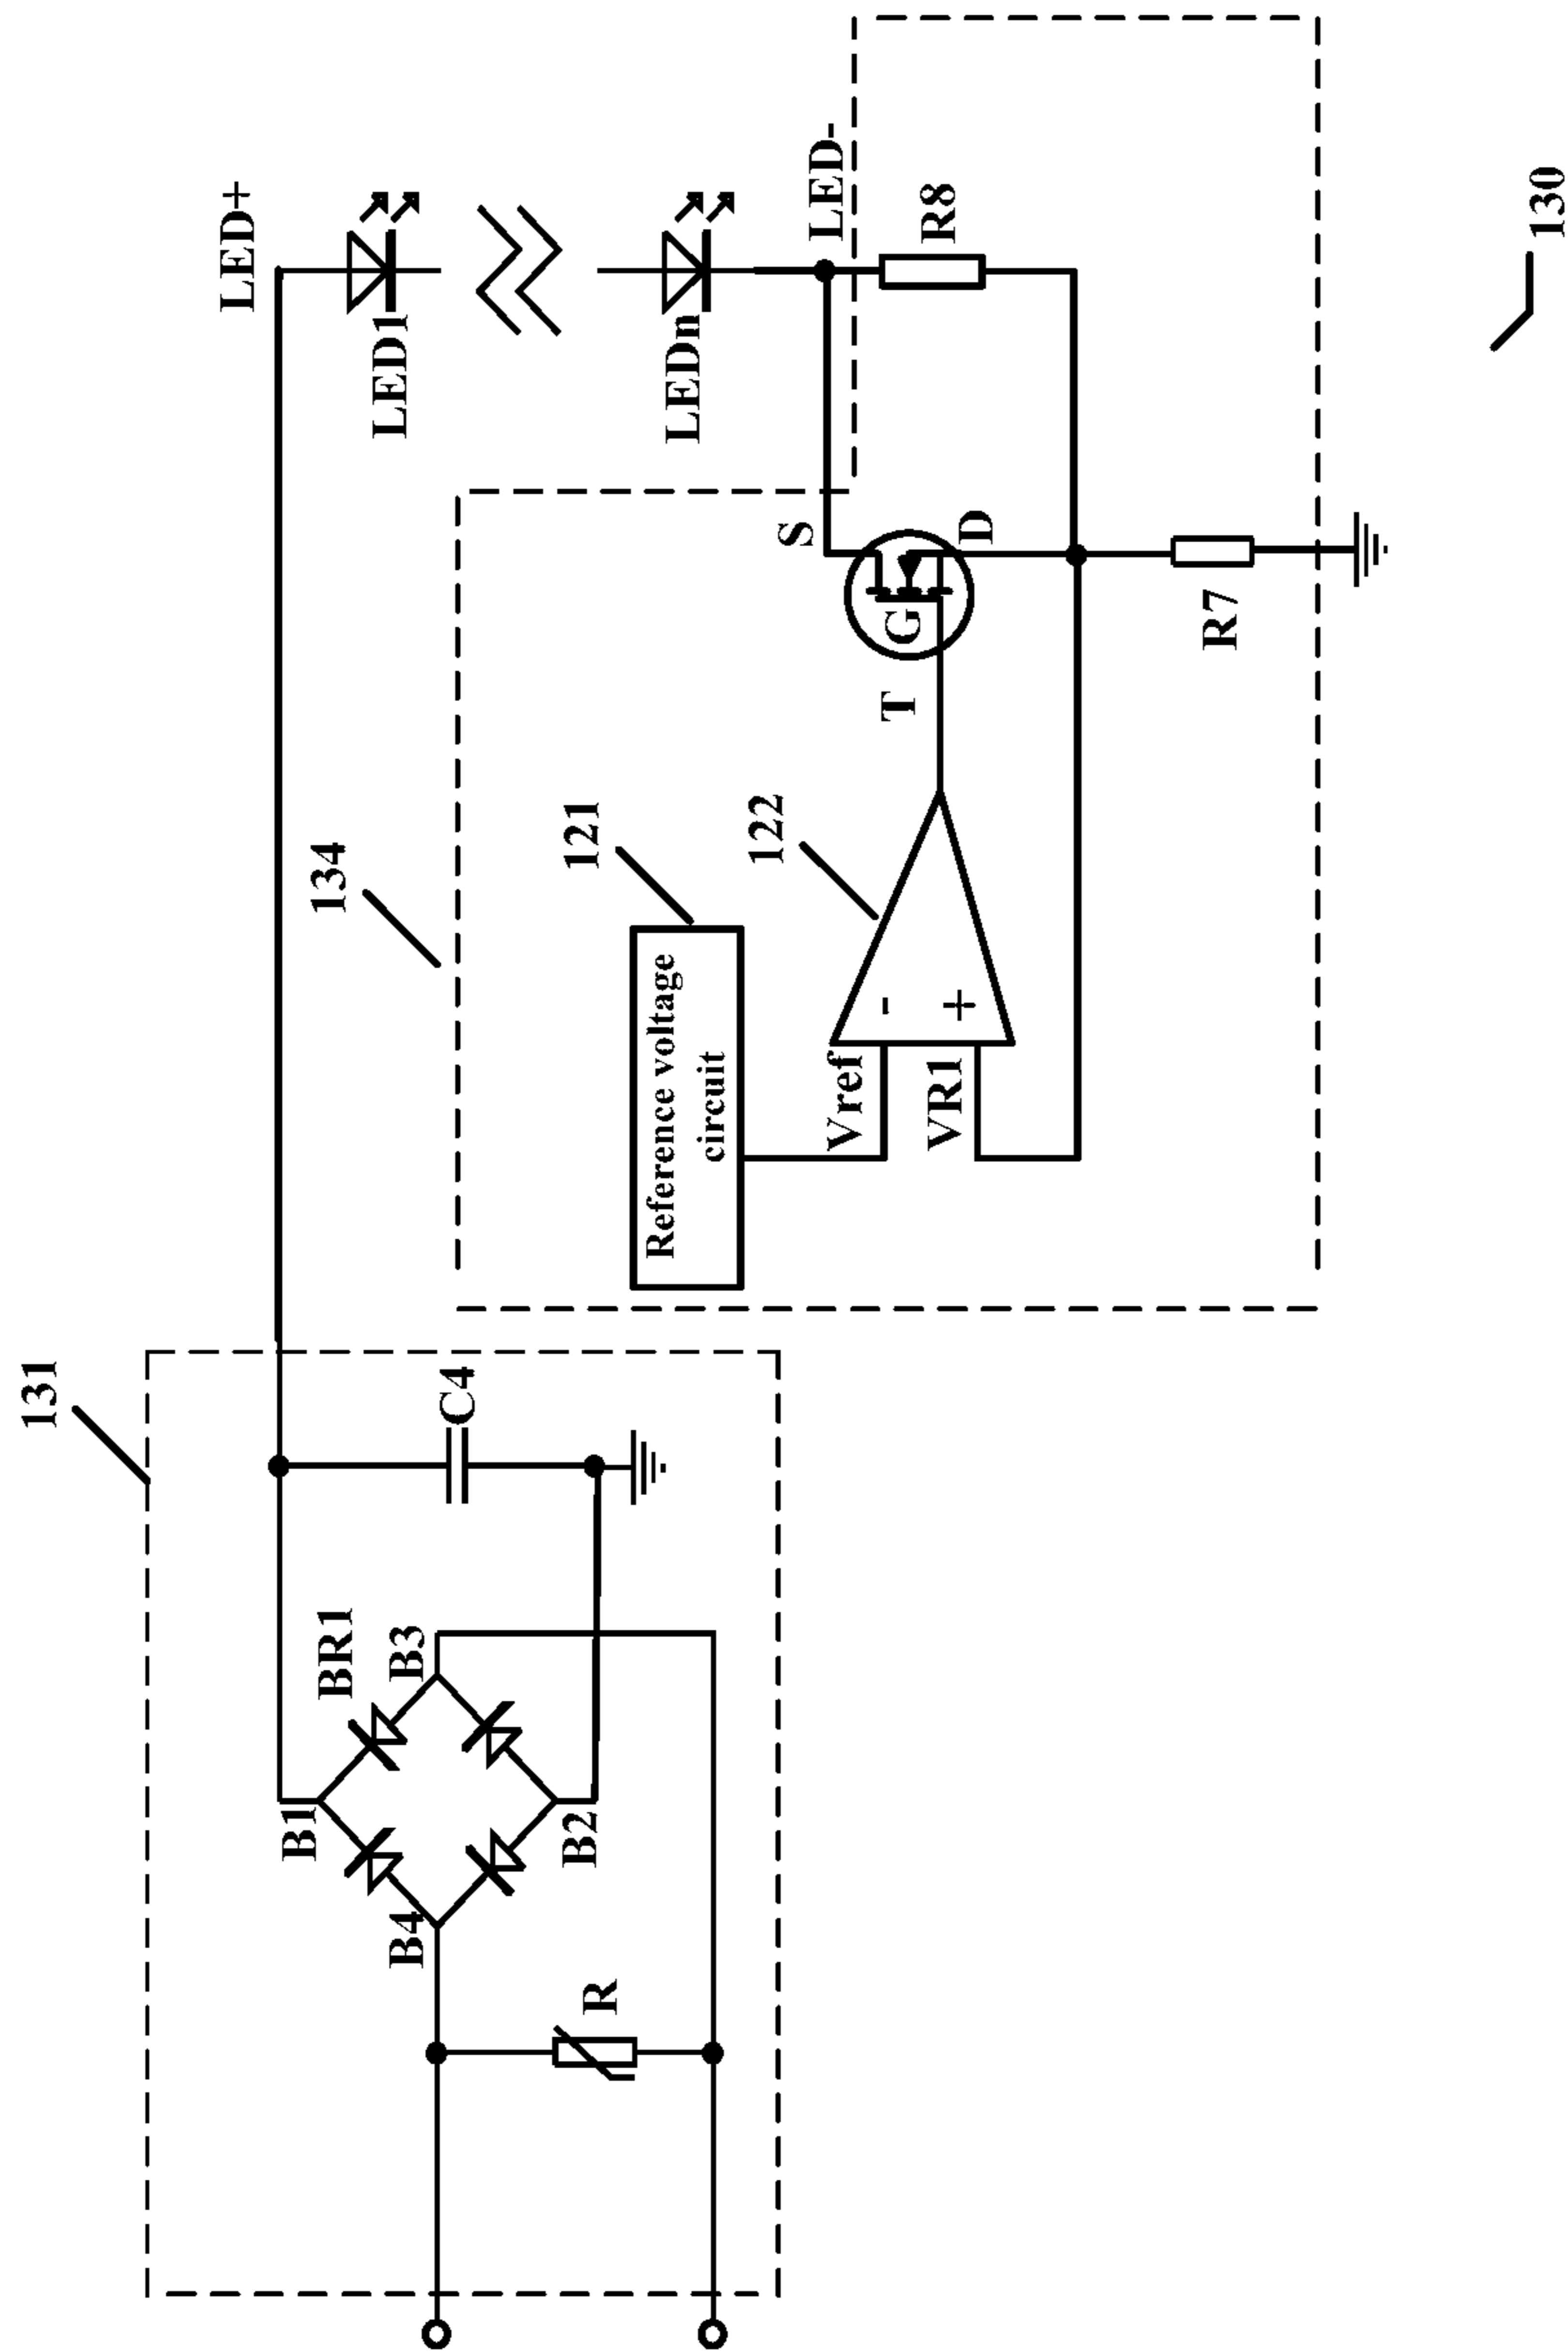 131
BR1
B1
B3
B4
B2
R
C4
LED+
LED1
LEDn
LED-
134
121
Reference voltage
circuit
122
Vref
-
VR1
+
T
G
S
D
R8
R7
130